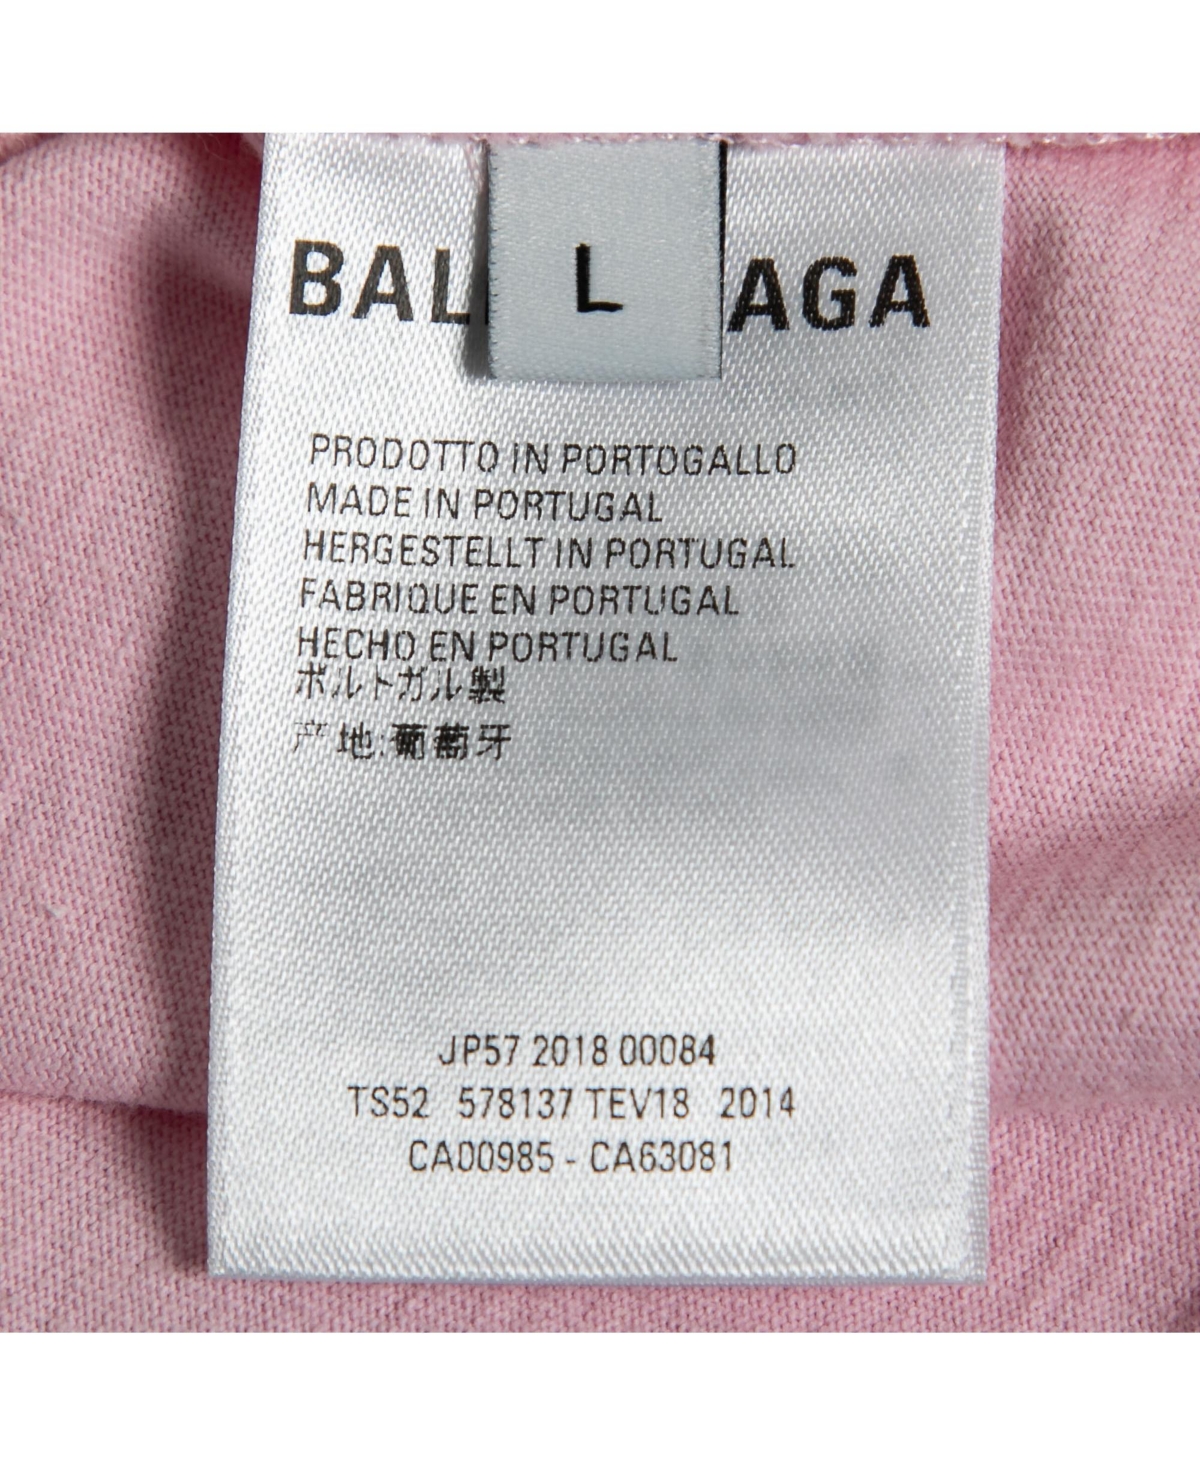 BAL AGA
L
PRODOTTO IN PORTOGALLO
MADE IN PORTUGAL
HERGESTELLT IN PORTUGAL
FABRIQUE EN PORTUGAL
HECHO EN PORTUGAL
ポルトガル製
产地:葡萄牙
JP57 2018 00084
TS52 578137 TEV18 2014
CA00985 - CA63081